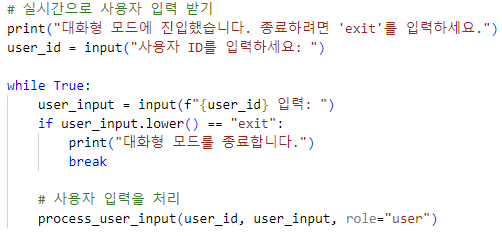 # 실시간으로 사용자 입력 받기
print("대화형 모드에 진입했습니다. 종료하려면 'exit'를 입력하세요.")
user_id = input("사용자 ID를 입력하세요: ")

while True:
    user_input = input(f"{user_id} 입력: ")
    if user_input.lower() == "exit":
        print("대화형 모드를 종료합니다.")
        break

    # 사용자 입력을 처리
    process_user_input(user_id, user_input, role="user")